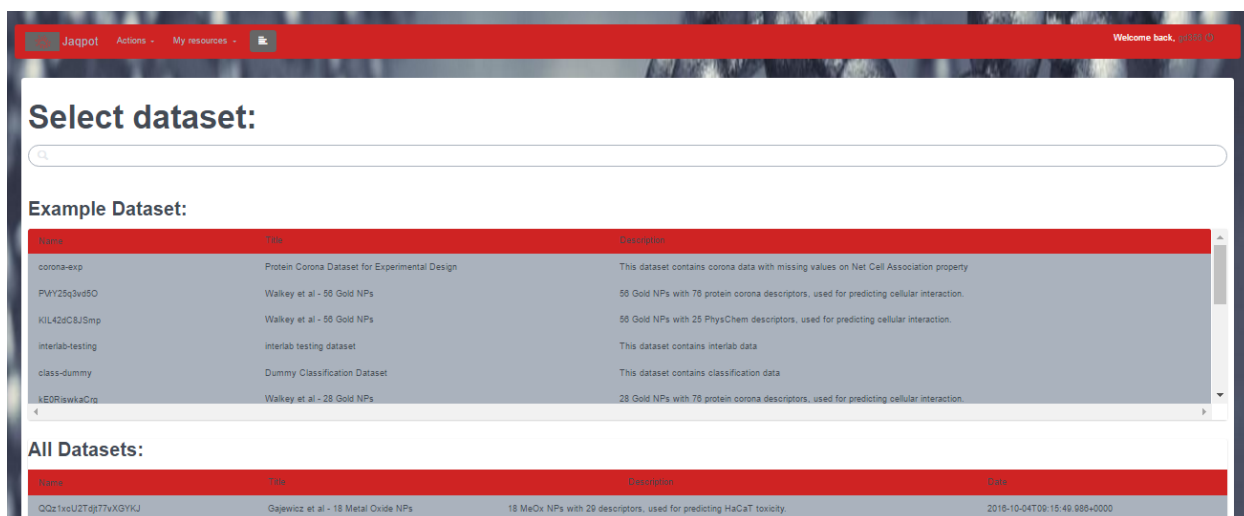 Jaqpot Actions My resources Welcome back,
Select dataset:
Example Dataset:
Name Title Description
corona-exp Protein Corona Dataset for Experimental Design This dataset contains corona data with missing values on Net Cell Association property
PVrY25q3vd5O Walkey et al - 56 Gold NPs 56 Gold NPs with 76 protein corona descriptors, used for predicting cellular interaction.
KIL42dC8JSmp Walkey et al - 56 Gold NPs 56 Gold NPs with 25 PhysChem descriptors, used for predicting cellular interaction.
interlab-testing interlab testing dataset This dataset contains interlab data
class-dummy Dummy Classification Dataset This dataset contains classification data
kE0RiswkaCrg Walkey et al - 28 Gold NPs 28 Gold NPs with 76 protein corona descriptors, used for predicting cellular interaction.
All Datasets:
Name Title Description Date
QQz1xcU2Tdjt77vXGYKJ Gajewicz et al - 18 Metal Oxide NPs 18 MeOx NPs with 29 descriptors, used for predicting HaCaT toxicity. 2016-10-04T09:15:49.986+0000